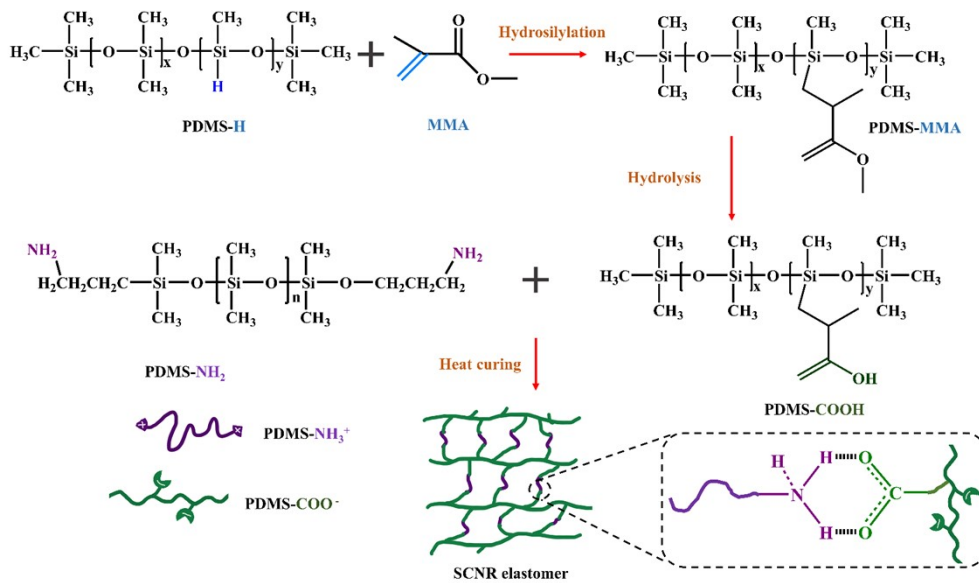 CH₃ CH₃ CH₃ CH₃
H₃C—Si—(O—Si)x—O—(Si—O)y—Si—CH₃
CH₃ CH₃ H CH₃
PDMS-H
+
O
O
MMA
Hydrosilylation
CH₃ CH₃ CH₃ CH₃
H₃C—Si—(O—Si)x—O—(Si—O)y—Si—CH₃
CH₃ CH₃ CH₃
O
PDMS-MMA
Hydrolysis
NH₂ CH₃ CH₃ CH₃ NH₂
H₂CH₂CH₂C—Si—O—[Si—O]n—Si—O—CH₂CH₂CH₂
CH₃ CH₃ CH₃
PDMS-NH₂
+
CH₃ CH₃ CH₃ CH₃
H₃C—Si—(O—Si)x—O—(Si—O)y—Si—CH₃
CH₃ CH₃ CH₃
OH
PDMS-COOH
Heat curing
PDMS-NH₃⁺
PDMS-COO⁻
SCNR elastomer
H H O
N C
H O